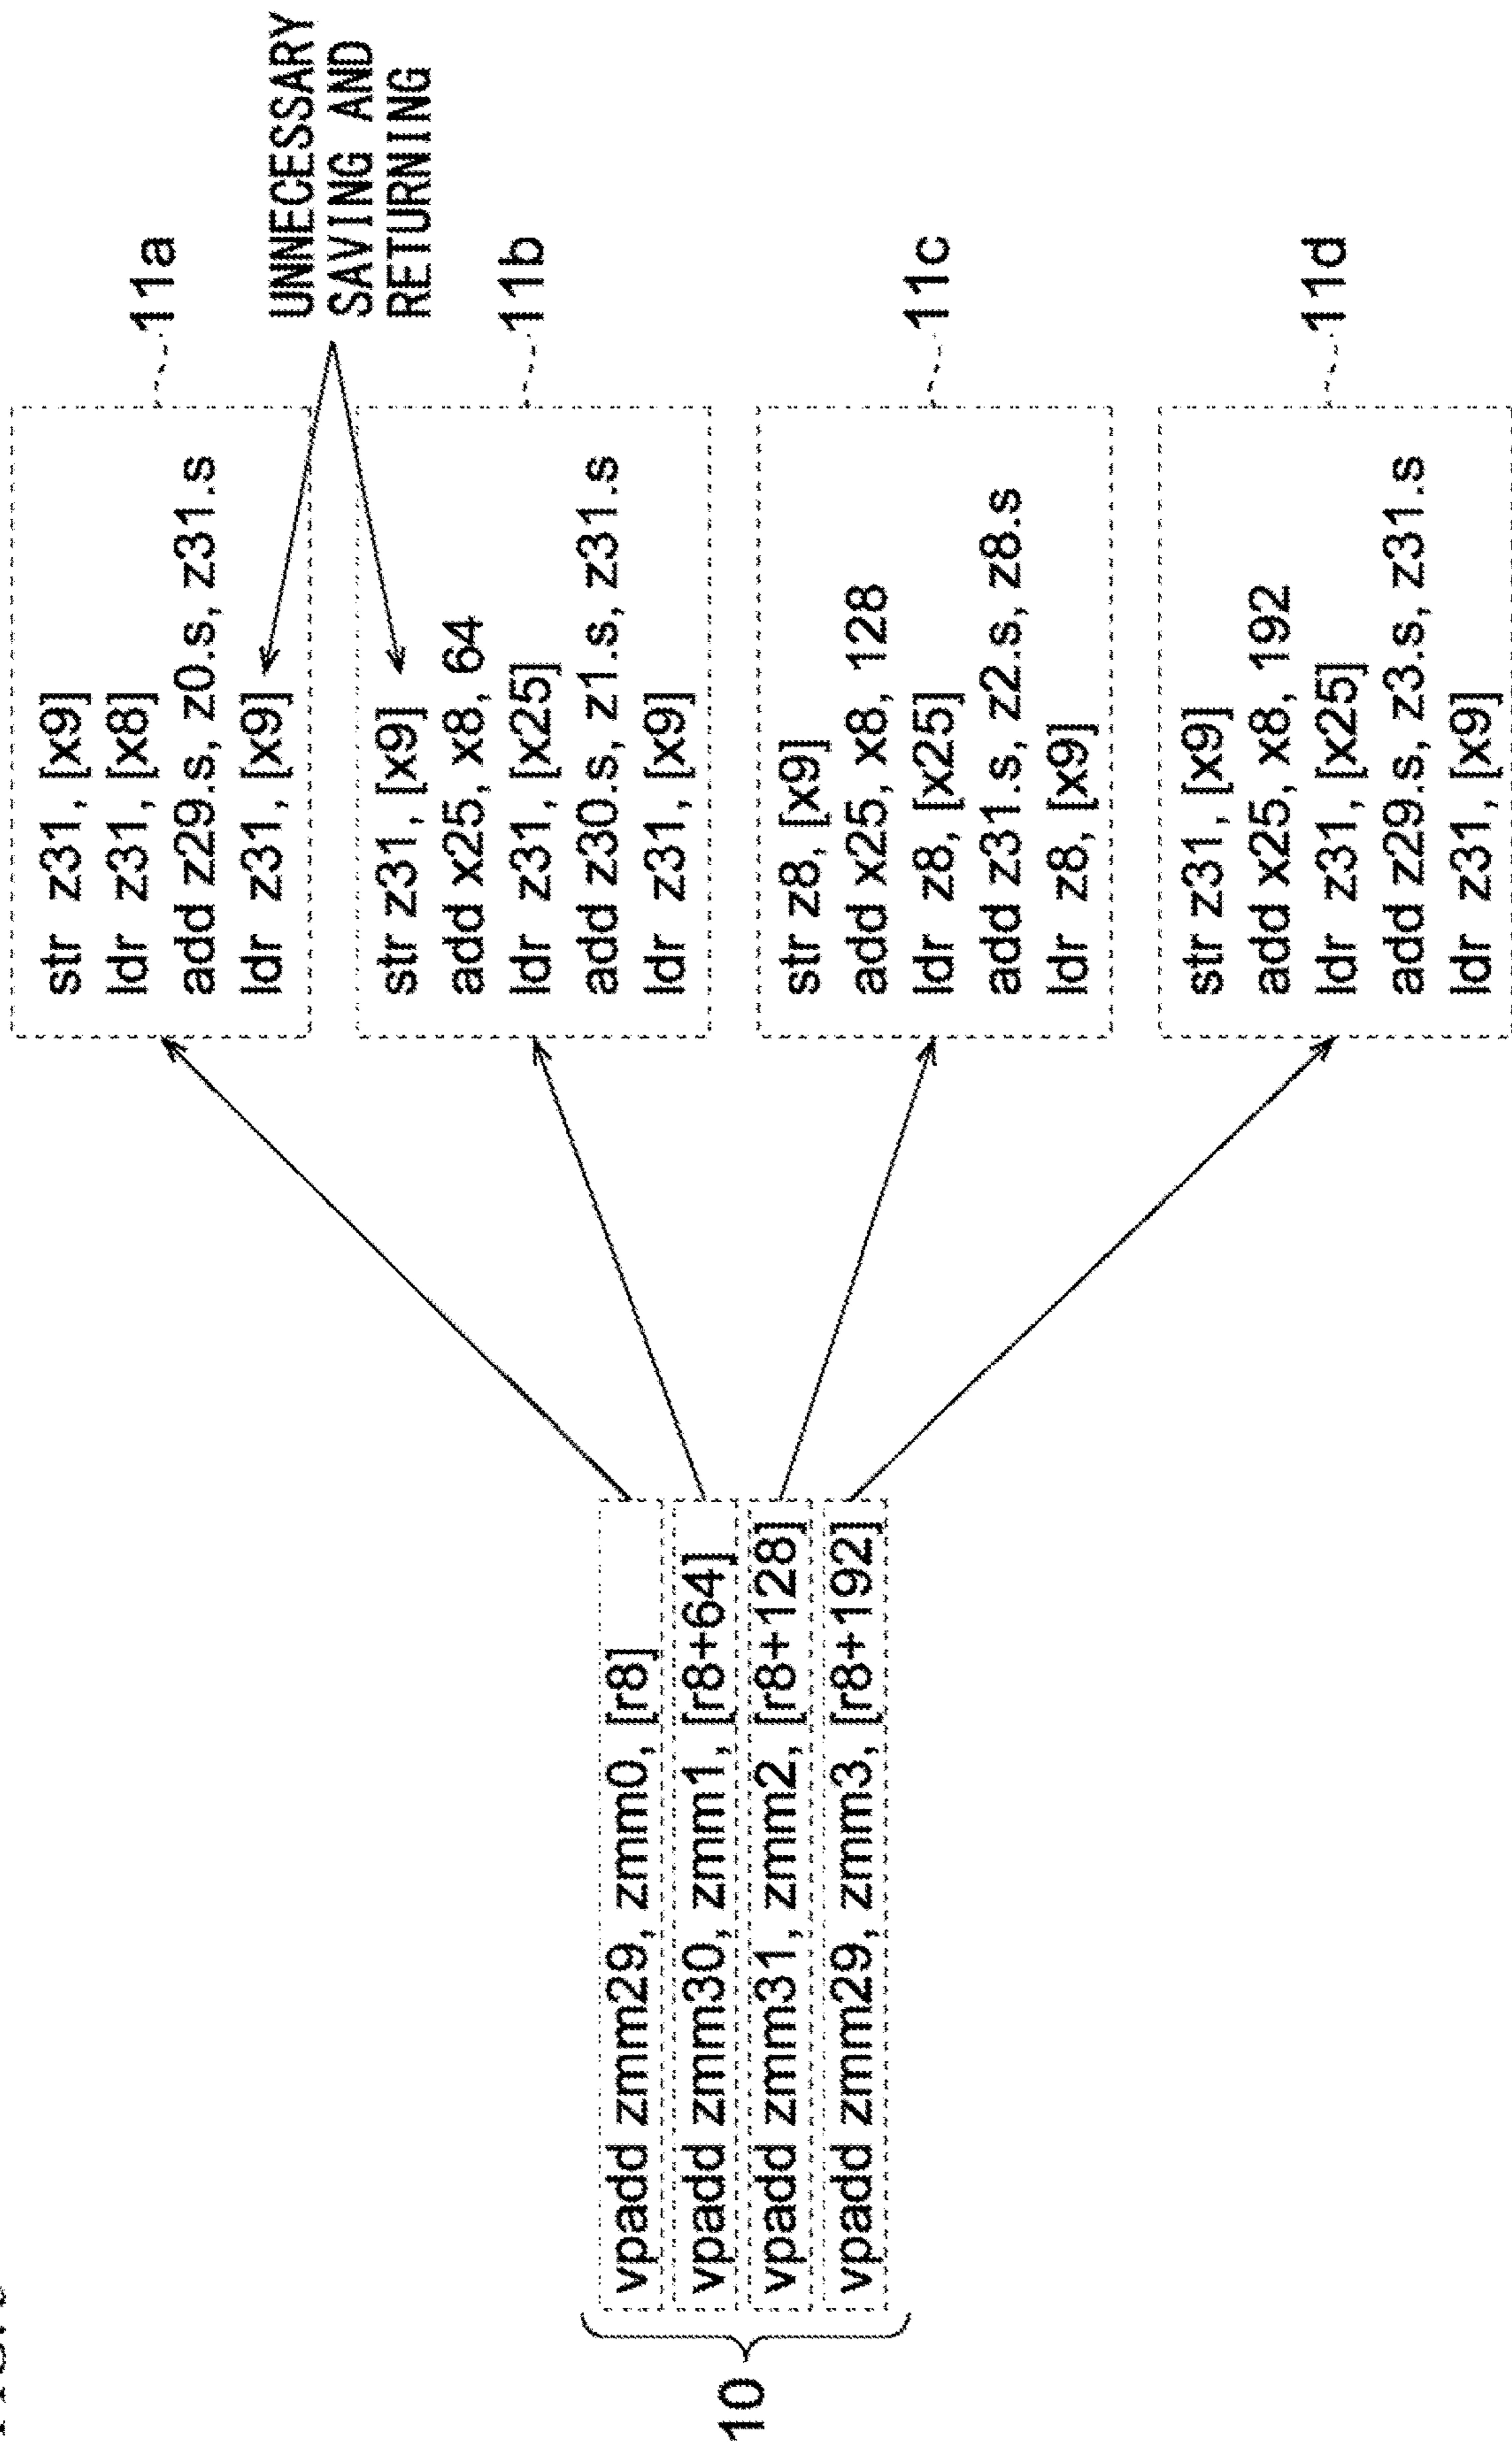 10
vpadd zmm29, zmm0, [r8]
vpadd zmm30, zmm1, [r8+64]
vpadd zmm31, zmm2, [r8+128]
vpadd zmm29, zmm3, [r8+192]
str z31, [x9]
ldr z31, [x8]
add z29.s, z0.s, z31.s
ldr z31, [x9]
11a
UNNECESSARY
SAVING AND
RETURNING
str z31, [x9]
add x25, x8, 64
ldr z31, [x25]
add z30.s, z1.s, z31.s
ldr z31, [x9]
11b
str z8, [x9]
add x25, x8, 128
ldr z8, [x25]
add z31.s, z2.s, z8.s
ldr z8, [x9]
11c
str z31, [x9]
add x25, x8, 192
ldr z31, [x25]
add z29.s, z3.s, z31.s
ldr z31, [x9]
11d